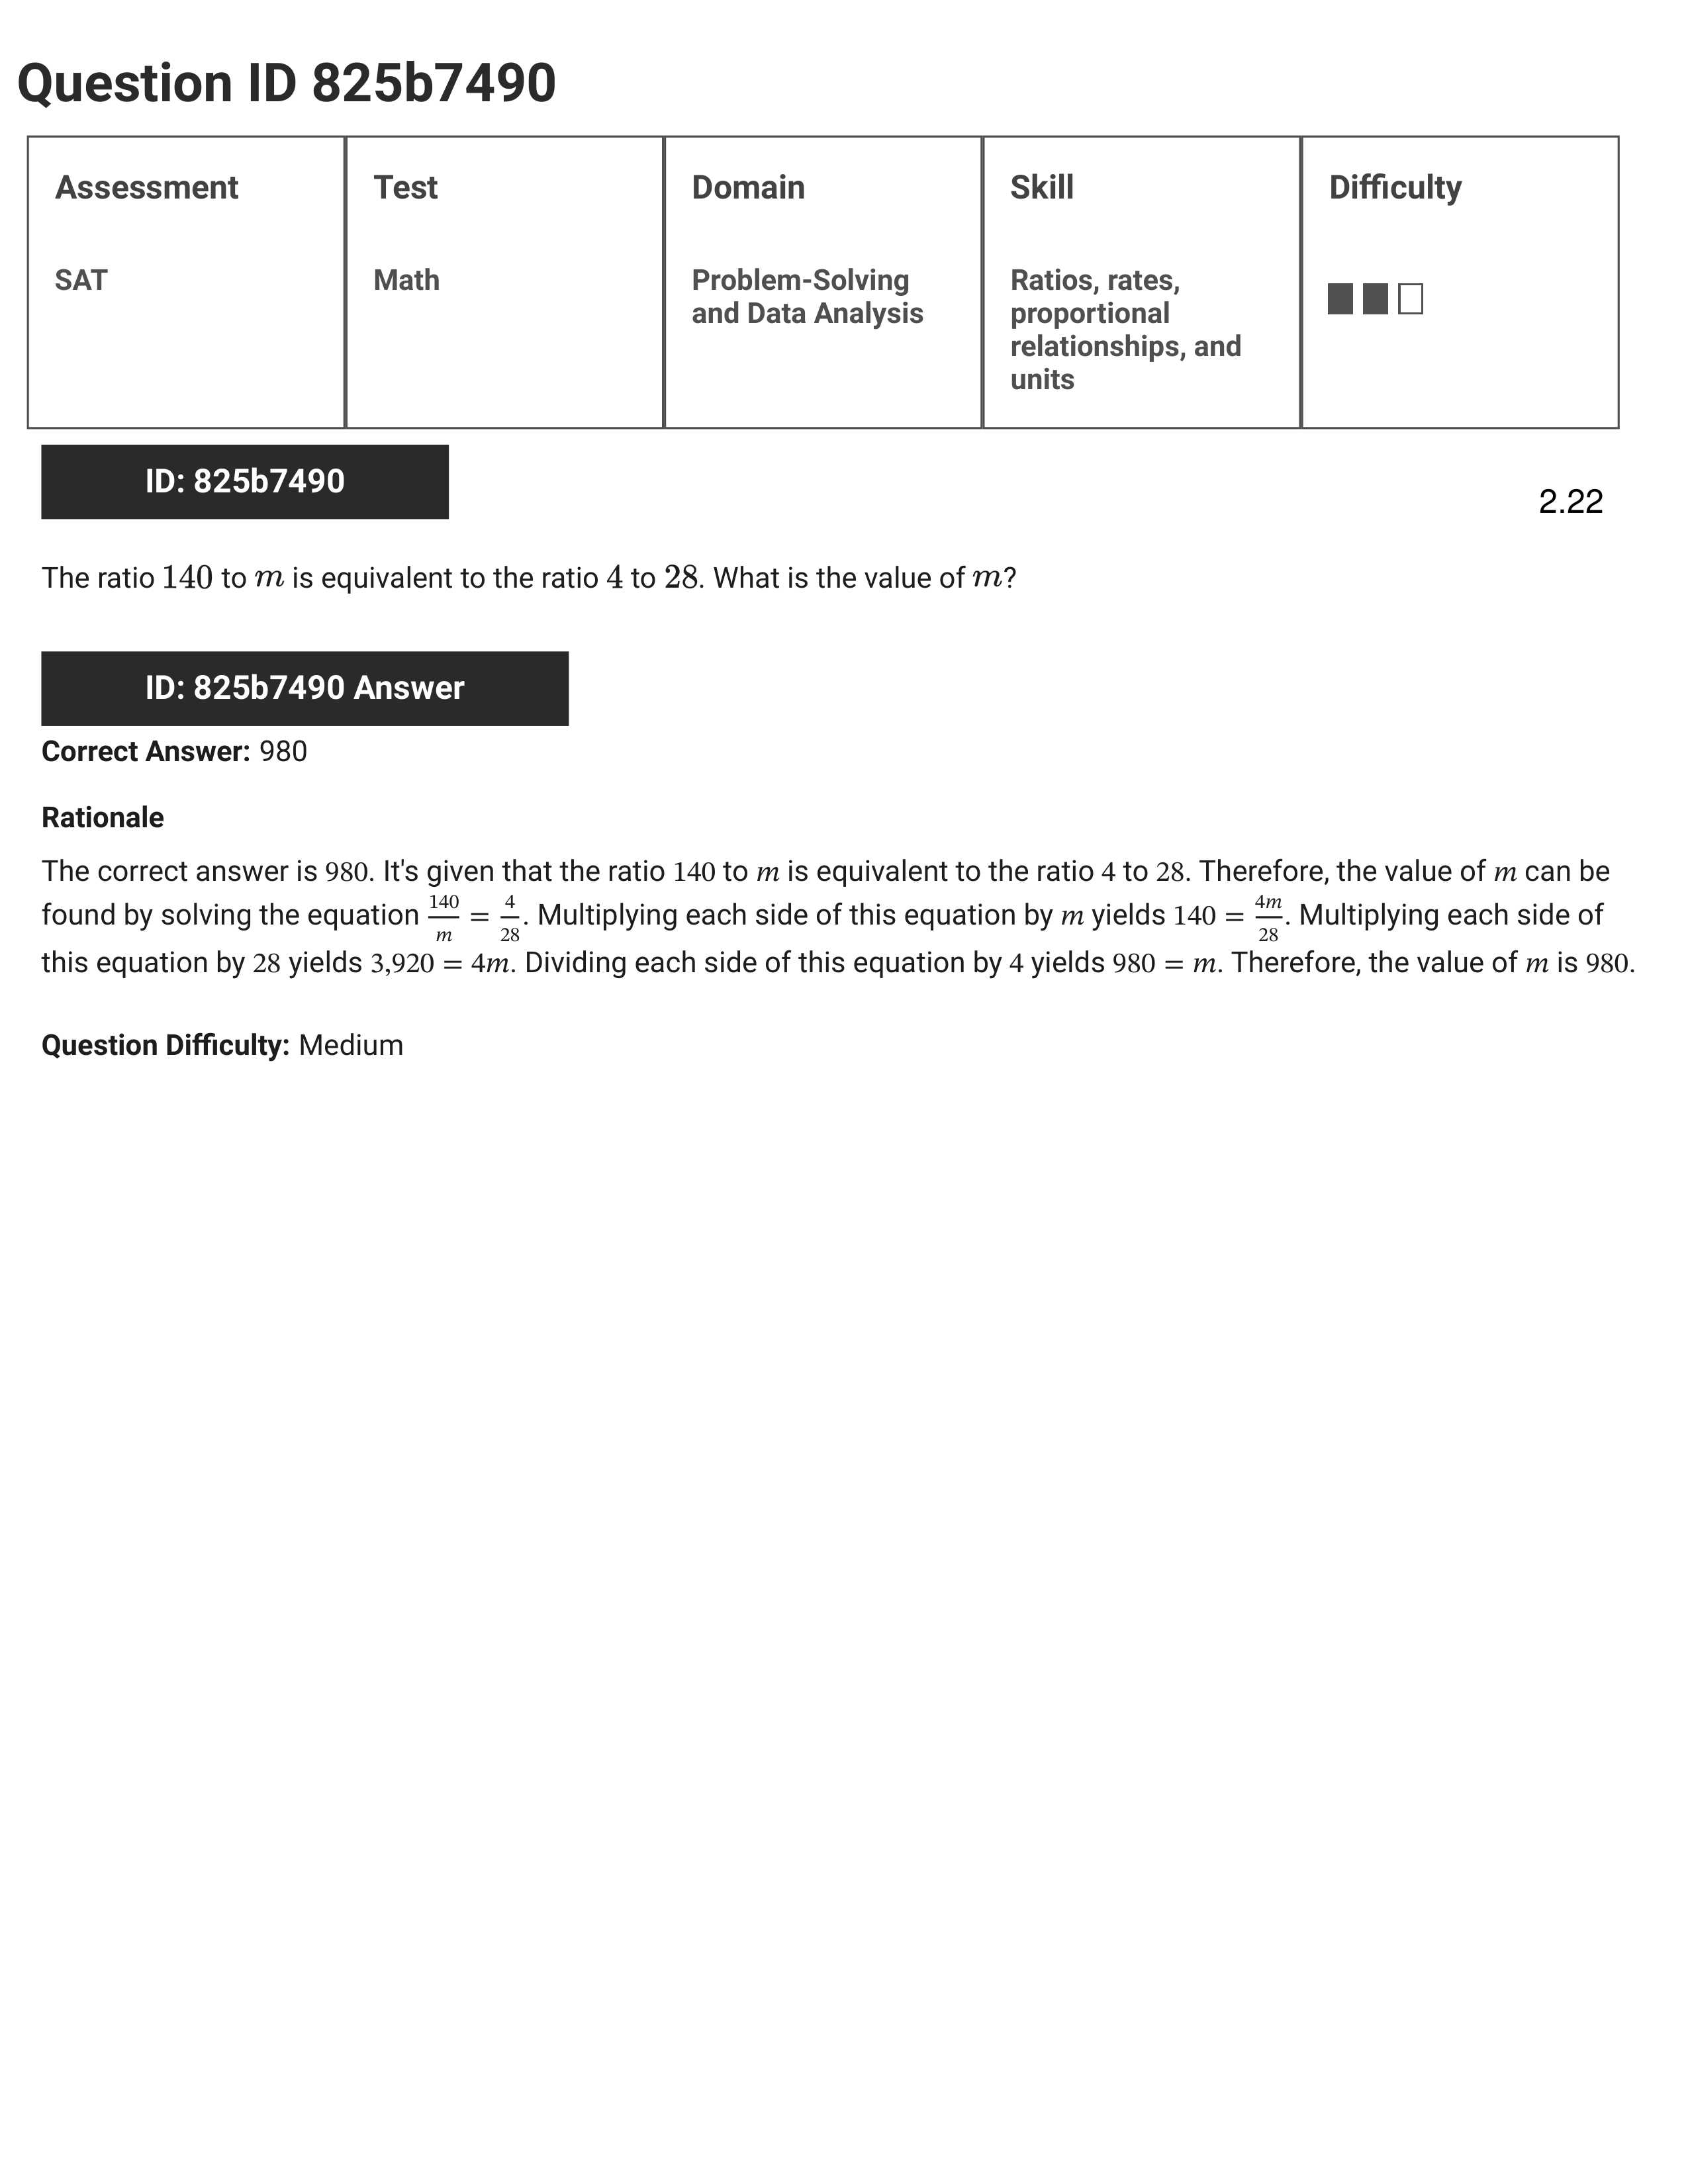 Question ID 825b7490
Assessment
Test
Domain
Skill
Difficulty
SAT
Math
Problem-Solving
and Data Analysis
Ratios, rates,
proportional
relationships, and
units
ID: 825b7490
2.22
The ratio 140 to m is equivalent to the ratio 4 to 28. What is the value of m?
ID: 825b7490 Answer
Correct Answer: 980
Rationale
The correct answer is 980. It's given that the ratio 140 to m is equivalent to the ratio 4 to 28. Therefore, the value of m can be
found by solving the equation 140/m = 4/28. Multiplying each side of this equation by m yields 140 = 4m/28. Multiplying each side of
this equation by 28 yields 3,920 = 4m. Dividing each side of this equation by 4 yields 980 = m. Therefore, the value of m is 980.
Question Difficulty: Medium